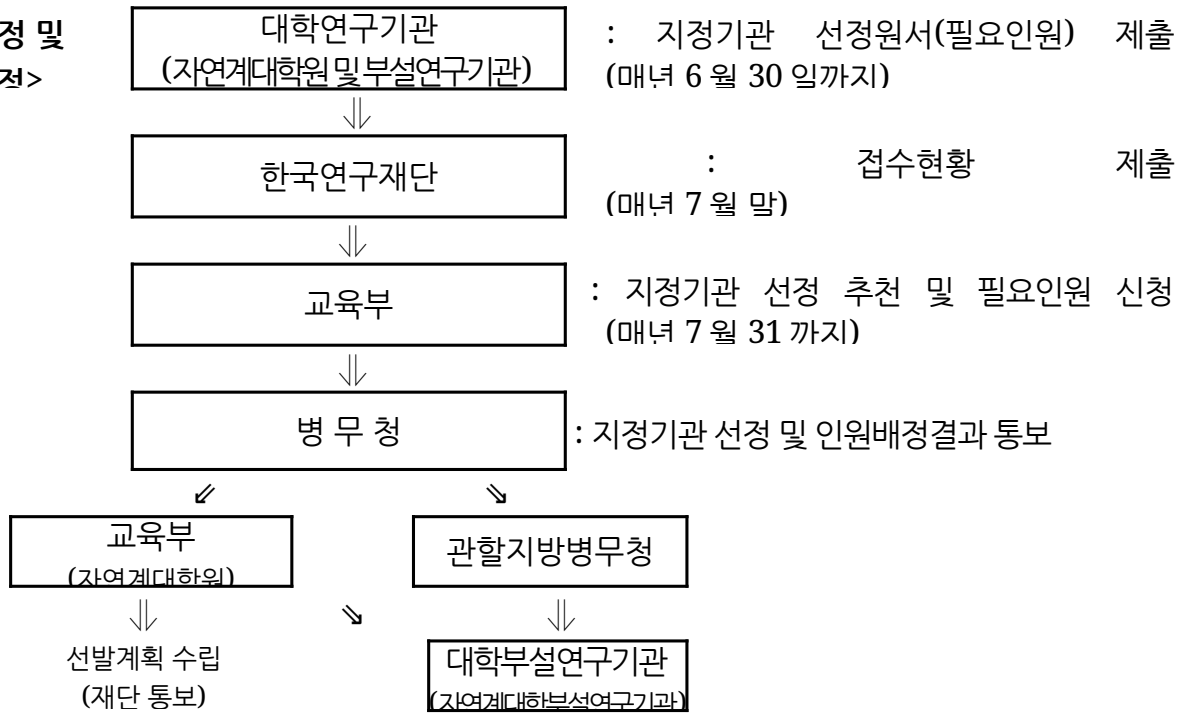 정 및
정>
대학연구기관
(자연계대학원 및 부설연구기관)
: 지정기관 선정원서(필요인원) 제출
(매년 6 월 30 일까지)
⇓
한국연구재단
: 접수현황 제출
(매년 7 월 말)
⇓
교육부
: 지정기관 선정 추천 및 필요인원 신청
(매년 7 월 31 까지)
⇓
병 무 청
: 지정기관 선정 및 인원배정결과 통보
⇙ ⇘
교육부
(자연계대학원)
관할지방병무청
⇓ ⇘ ⇓
선발계획 수립
(재단 통보)
대학부설연구기관
(자연계대학부설연구기관)